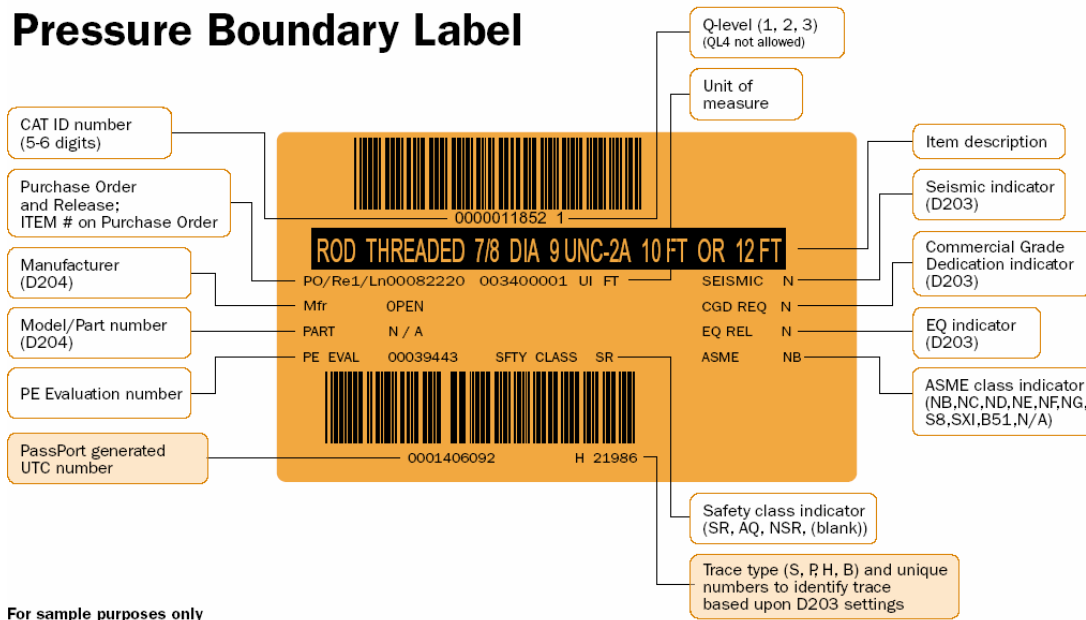 Pressure Boundary Label
Q-level (1, 2, 3)
(QL4 not allowed)
Unit of
measure
CAT ID number
(5-6 digits)
Item description
Purchase Order
and Release;
ITEM # on Purchase Order
Seismic indicator
(D203)
Manufacturer
(D204)
Commercial Grade
Dedication indicator
(D203)
Model/Part number
(D204)
EQ indicator
(D203)
PE Evaluation number
ASME class indicator
(NB,NC,ND,NE,NF,NG,
S8,SXI,B51,N/A)
PassPort generated
UTC number
0000011852 1
ROD THREADED 7/8 DIA 9 UNC-2A 10 FT OR 12 FT
PO/Re1/Ln00082220 003400001 UI FT SEISMIC N
Mfr OPEN CGD REQ N
PART N / A EQ REL N
PE EVAL 00039443 SFTY CLASS SR ASME NB
0001406092 H 21986
Safety class indicator
(SR, AQ, NSR, (blank))
Trace type (S, P, H, B) and unique
numbers to identify trace
based upon D203 settings
For sample purposes only